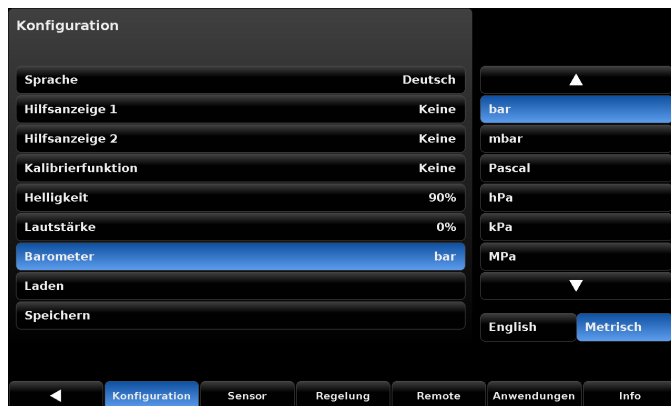 Konfiguration
Sprache Deutsch
Hilfsanzeige 1 Keine
Hilfsanzeige 2 Keine
Kalibrierfunktion Keine
Helligkeit 90%
Lautstärke 0%
Barometer bar
Laden
Speichern
bar
mbar
Pascal
hPa
kPa
MPa
English Metrisch
Konfiguration Sensor Regelung Remote Anwendungen Info